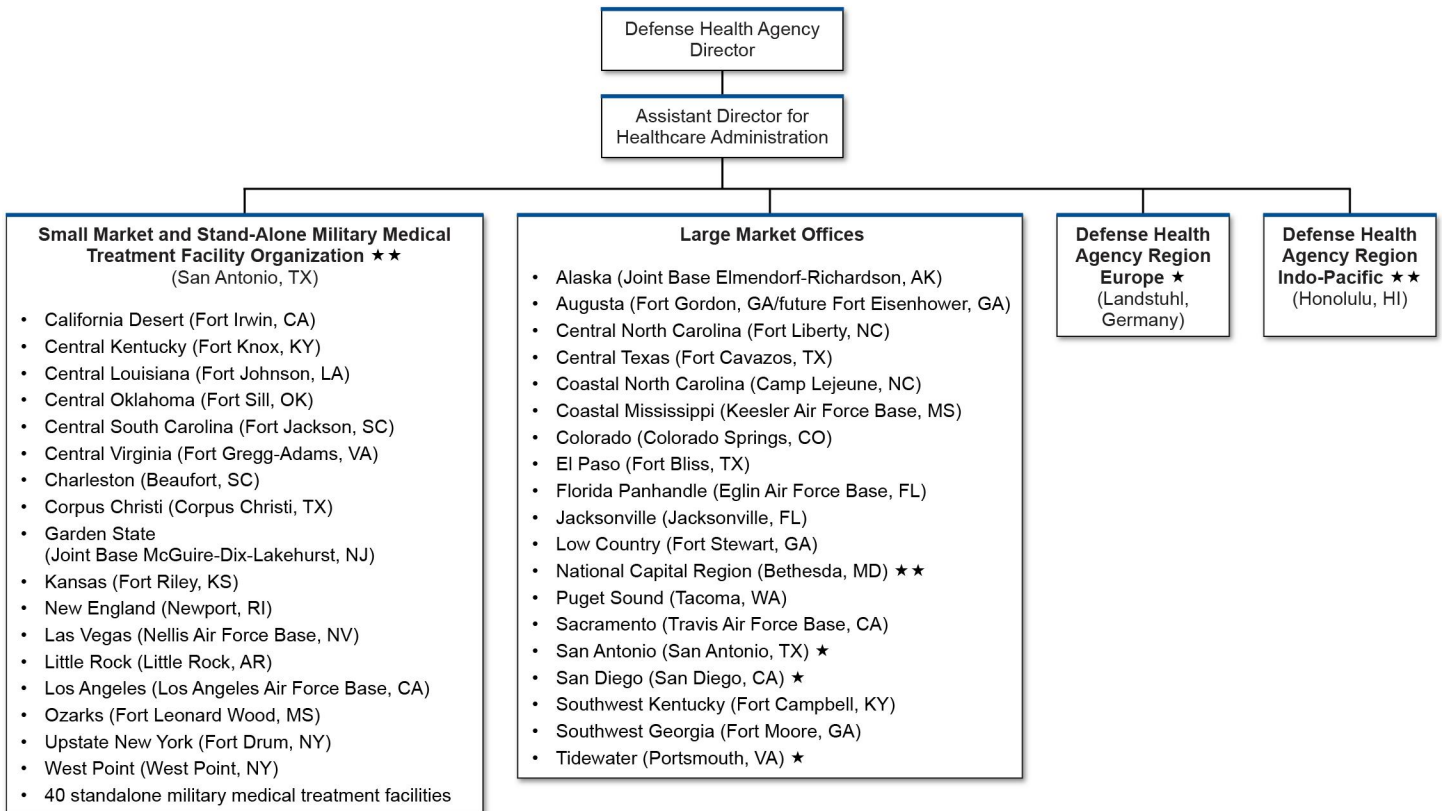 Defense Health Agency
Director
Assistant Director for
Healthcare Administration
Small Market and Stand-Alone Military Medical
Treatment Facility Organization ★★
(San Antonio, TX)
• California Desert (Fort Irwin, CA)
• Central Kentucky (Fort Knox, KY)
• Central Louisiana (Fort Johnson, LA)
• Central Oklahoma (Fort Sill, OK)
• Central South Carolina (Fort Jackson, SC)
• Central Virginia (Fort Gregg-Adams, VA)
• Charleston (Beaufort, SC)
• Corpus Christi (Corpus Christi, TX)
• Garden State
(Joint Base McGuire-Dix-Lakehurst, NJ)
• Kansas (Fort Riley, KS)
• New England (Newport, RI)
• Las Vegas (Nellis Air Force Base, NV)
• Little Rock (Little Rock, AR)
• Los Angeles (Los Angeles Air Force Base, CA)
• Ozarks (Fort Leonard Wood, MS)
• Upstate New York (Fort Drum, NY)
• West Point (West Point, NY)
• 40 standalone military medical treatment facilities
Large Market Offices
• Alaska (Joint Base Elmendorf-Richardson, AK)
• Augusta (Fort Gordon, GA/future Fort Eisenhower, GA)
• Central North Carolina (Fort Liberty, NC)
• Central Texas (Fort Cavazos, TX)
• Coastal North Carolina (Camp Lejeune, NC)
• Coastal Mississippi (Keesler Air Force Base, MS)
• Colorado (Colorado Springs, CO)
• El Paso (Fort Bliss, TX)
• Florida Panhandle (Eglin Air Force Base, FL)
• Jacksonville (Jacksonville, FL)
• Low Country (Fort Stewart, GA)
• National Capital Region (Bethesda, MD) ★★
• Puget Sound (Tacoma, WA)
• Sacramento (Travis Air Force Base, CA)
• San Antonio (San Antonio, TX) ★
• San Diego (San Diego, CA) ★
• Southwest Kentucky (Fort Campbell, KY)
• Southwest Georgia (Fort Moore, GA)
• Tidewater (Portsmouth, VA) ★
Defense Health
Agency Region
Europe ★
(Landstuhl,
Germany)
Defense Health
Agency Region
Indo-Pacific ★★
(Honolulu, HI)